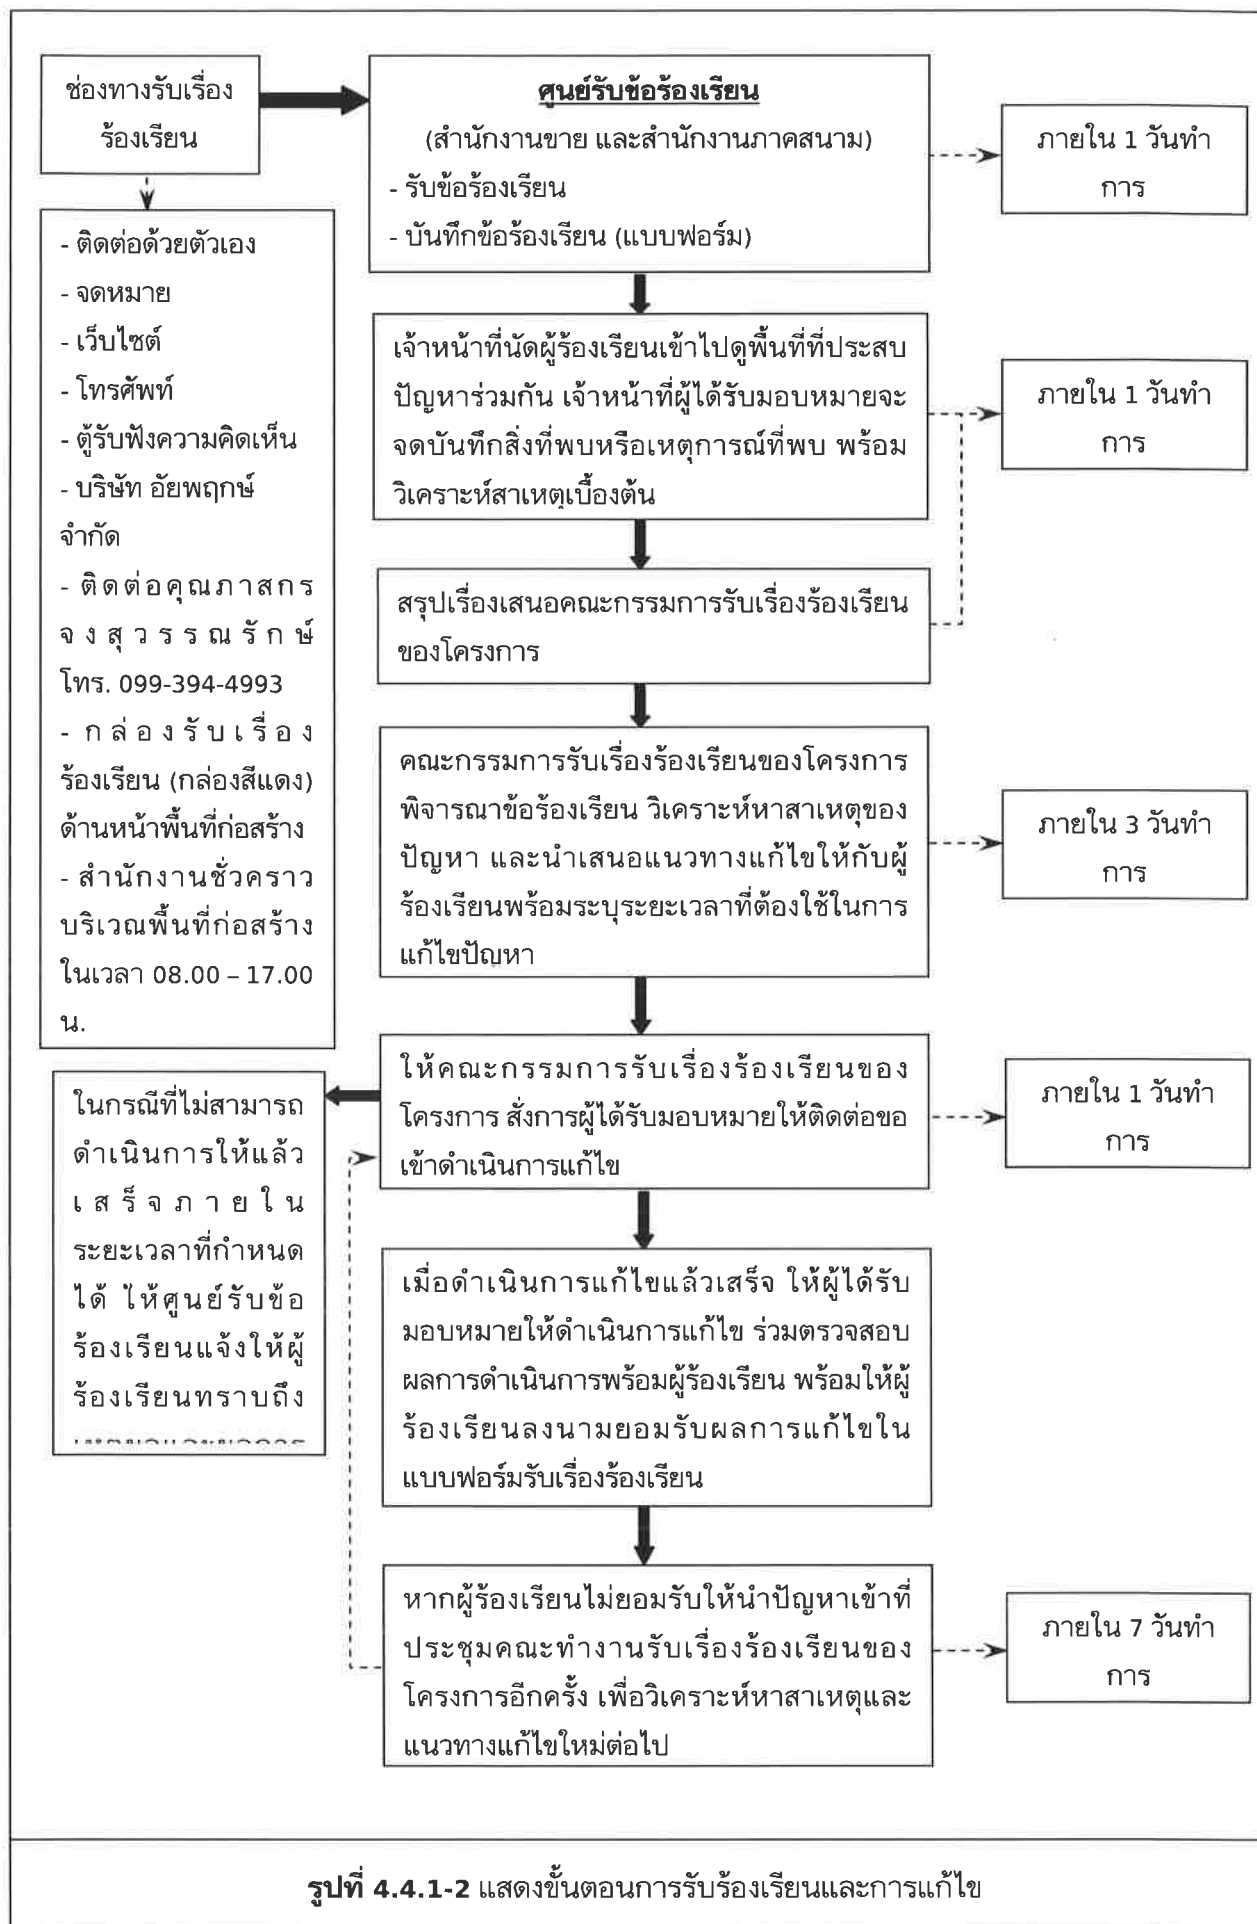 ช่องทางรับเรื่อง
ร้องเรียน
ศูนย์รับข้อร้องเรียน
(สำนักงานขาย และสำนักงานภาคสนาม)
- รับข้อร้องเรียน
- บันทึกข้อร้องเรียน (แบบฟอร์ม)
ภายใน 1 วันทำ
การ
- ติดต่อด้วยตัวเอง
- จดหมาย
- เว็บไซต์
- โทรศัพท์
- ตู้รับฟังความคิดเห็น
- บริษัท อัยพฤกษ์
จำกัด
- ติดต่อคุณภาสกร
จงสุวรรณรักษ์
โทร. 099-394-4993
- กล่องรับเรื่อง
ร้องเรียน (กล่องสีแดง)
ด้านหน้าพื้นที่ก่อสร้าง
- สำนักงานชั่วคราว
บริเวณพื้นที่ก่อสร้าง
ในเวลา 08.00 – 17.00
น.
เจ้าหน้าที่นัดผู้ร้องเรียนเข้าไปดูพื้นที่ที่ประสบ
ปัญหาร่วมกัน เจ้าหน้าที่ผู้ได้รับมอบหมายจะ
จดบันทึกสิ่งที่พบหรือเหตุการณ์ที่พบ พร้อม
วิเคราะห์สาเหตุเบื้องต้น
ภายใน 1 วันทำ
การ
สรุปเรื่องเสนอคณะกรรมการรับเรื่องร้องเรียน
ของโครงการ
คณะกรรมการรับเรื่องร้องเรียนของโครงการ
พิจารณาข้อร้องเรียน วิเคราะห์หาสาเหตุของ
ปัญหา และนำเสนอแนวทางแก้ไขให้กับผู้
ร้องเรียนพร้อมระบุระยะเวลาที่ต้องใช้ในการ
แก้ไขปัญหา
ภายใน 3 วันทำ
การ
ให้คณะกรรมการรับเรื่องร้องเรียนของ
โครงการ สั่งการผู้ได้รับมอบหมายให้ติดต่อขอ
เข้าดำเนินการแก้ไข
ภายใน 1 วันทำ
การ
ในกรณีที่ไม่สามารถ
ดำเนินการให้แล้ว
เสร็จภายใน
ระยะเวลาที่กำหนด
ได้ ให้ศูนย์รับข้อ
ร้องเรียนแจ้งให้ผู้
ร้องเรียนทราบถึง
เมื่อดำเนินการแก้ไขแล้วเสร็จ ให้ผู้ได้รับ
มอบหมายให้ดำเนินการแก้ไข ร่วมตรวจสอบ
ผลการดำเนินการพร้อมผู้ร้องเรียน พร้อมให้ผู้
ร้องเรียนลงนามยอมรับผลการแก้ไขใน
แบบฟอร์มรับเรื่องร้องเรียน
หากผู้ร้องเรียนไม่ยอมรับให้นำปัญหาเข้าที่
ประชุมคณะทำงานรับเรื่องร้องเรียนของ
โครงการอีกครั้ง เพื่อวิเคราะห์หาสาเหตุและ
แนวทางแก้ไขใหม่ต่อไป
ภายใน 7 วันทำ
การ
รูปที่ 4.4.1-2 แสดงขั้นตอนการรับร้องเรียนและการแก้ไข